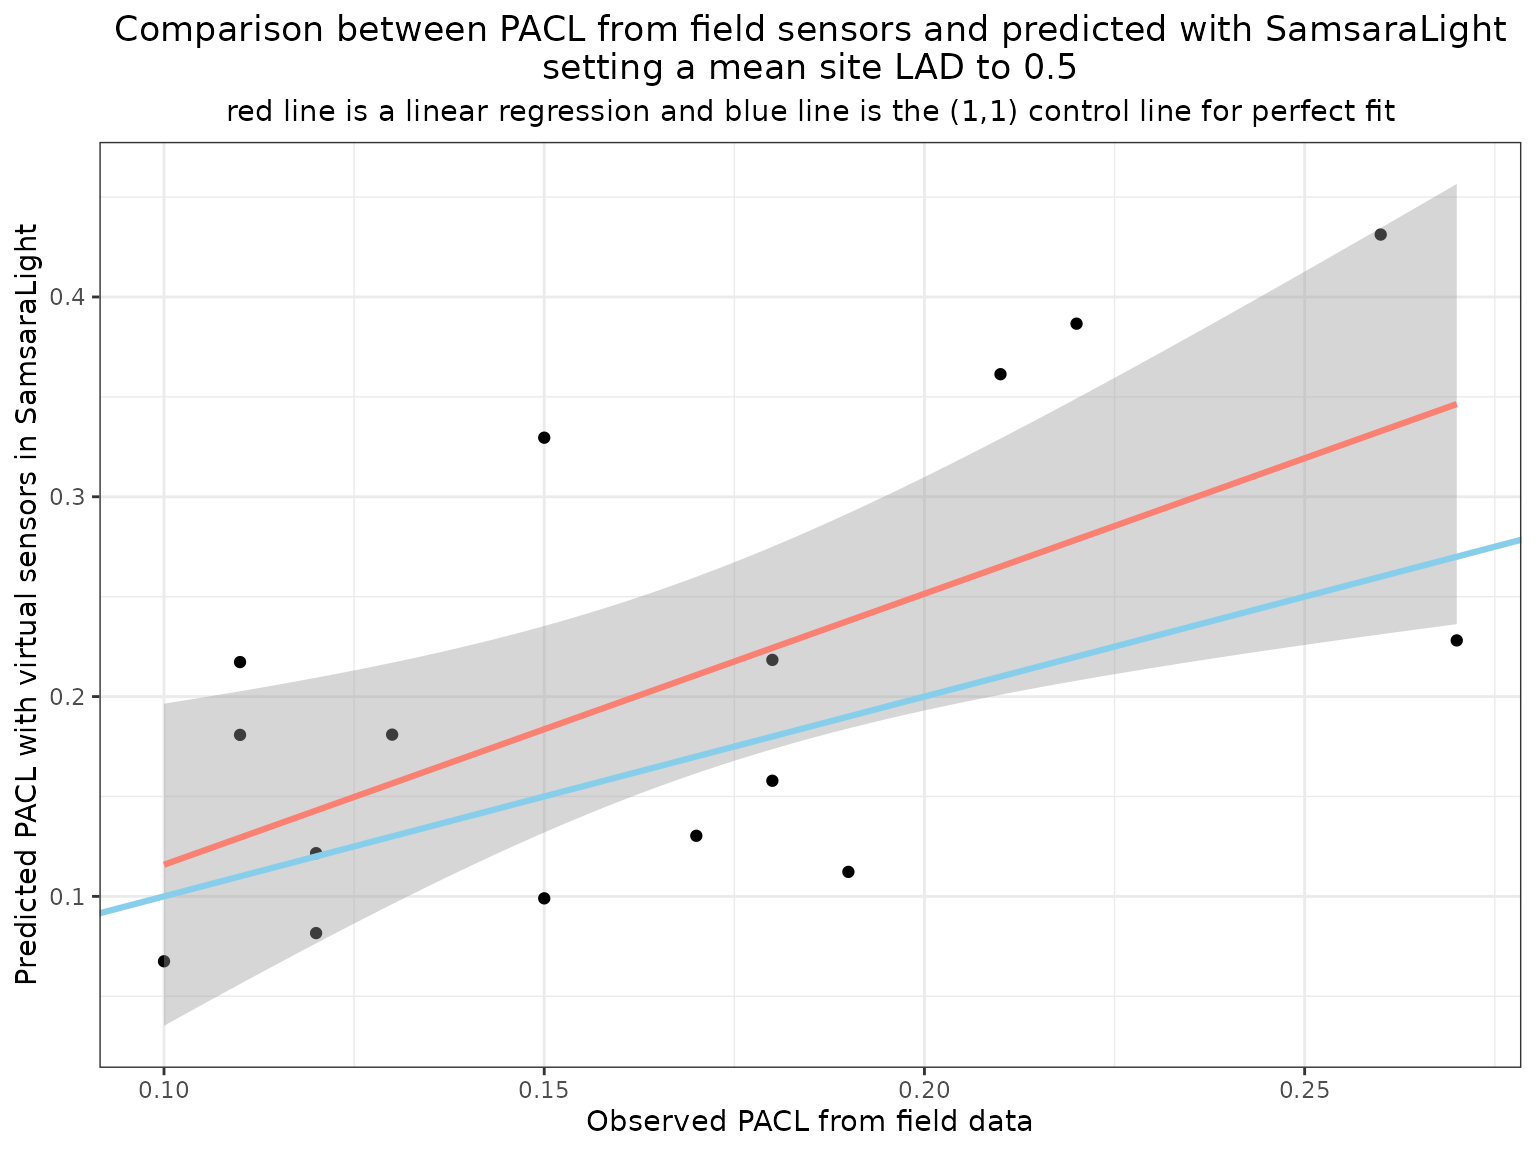 Comparison between PACL from field sensors and predicted with SamsaraLight
setting a mean site LAD to 0.5
red line is a linear regression and blue line is the (1,1) control line for perfect fit
Predicted PACL with virtual sensors in SamsaraLight
0.4
0.3
0.2
0.1
0.10
0.15
0.20
0.25
Observed PACL from field data